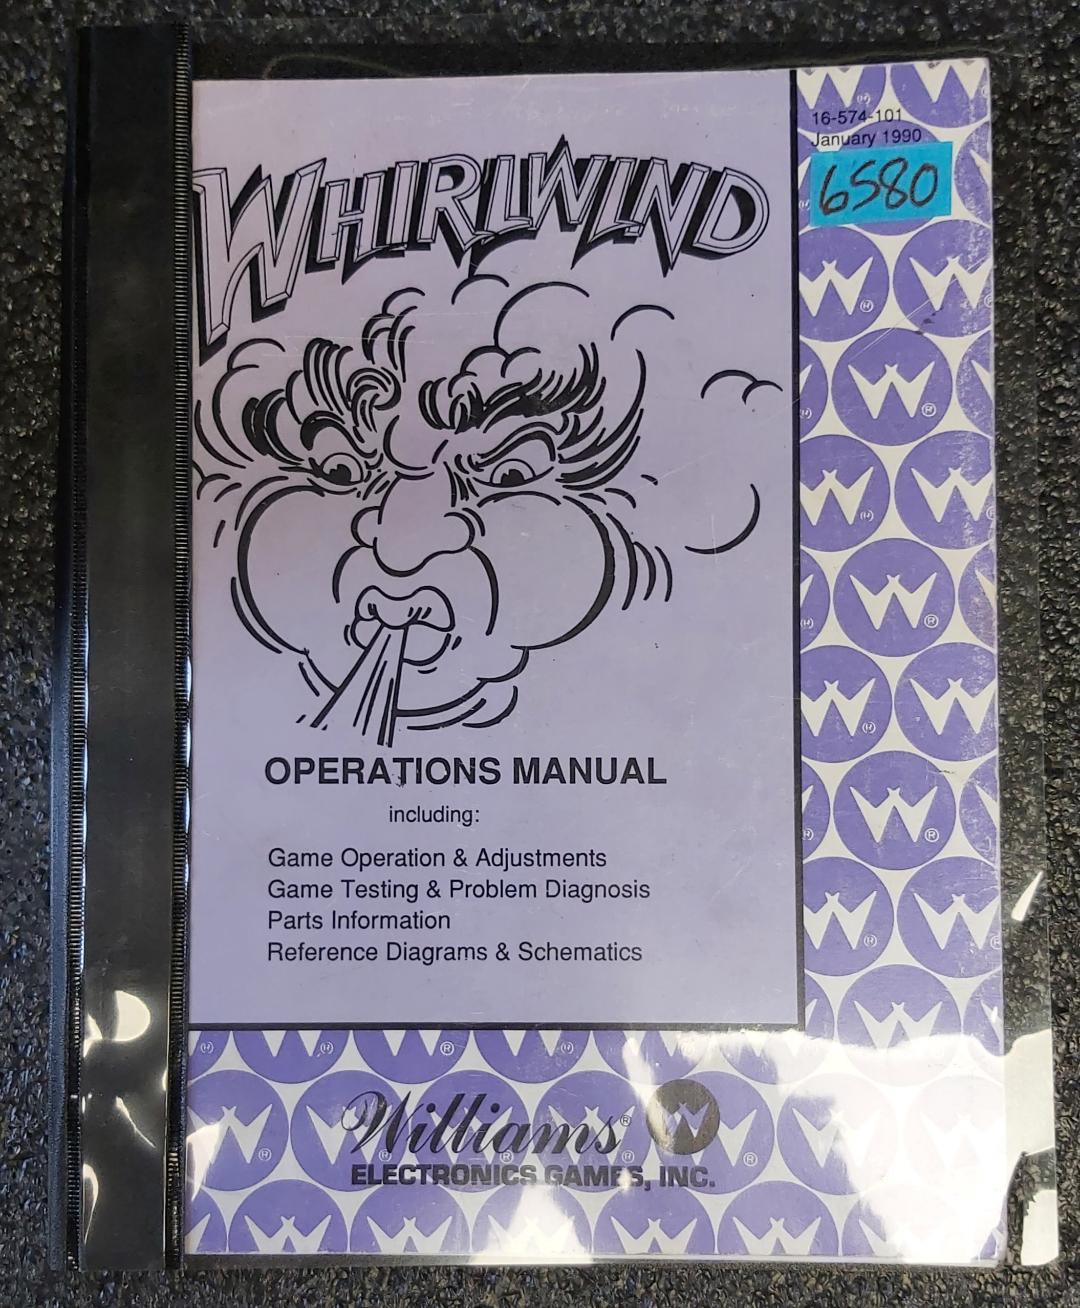 16-574-101
January 1990
6580
WHIRLWIND
OPERATIONS MANUAL
including:
Game Operation & Adjustments
Game Testing & Problem Diagnosis
Parts Information
Reference Diagrams & Schematics
Williams®
ELECTRONICS GAMES, INC.